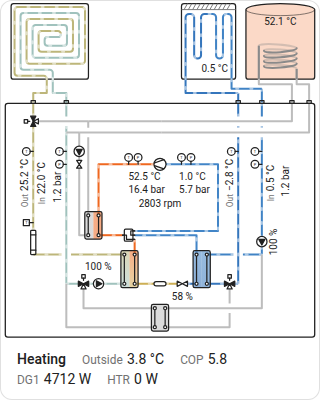 52.1 °C
0.5 °C
T
T
P
T
P
T
P
T
P
T
P
T
Out 25.2 °C
In 22.0 °C
1.2 bar
52.5 °C
16.4 bar
1.0 °C
5.7 bar
2803 rpm
Out −2.8 °C
In 0.5 °C
1.2 bar
100 %
100 %
58 %
Heating Outside 3.8 °C COP 5.8
DG1 4712 W HTR 0 W